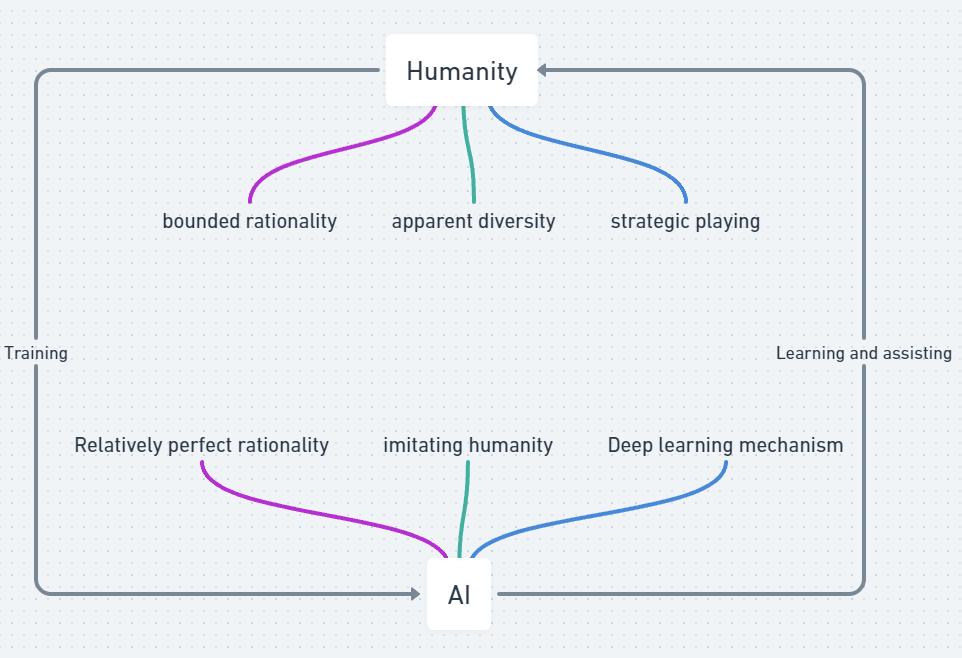 Humanity
bounded rationality
apparent diversity
strategic playing
Training
Learning and assisting
Relatively perfect rationality
imitating humanity
Deep learning mechanism
AI